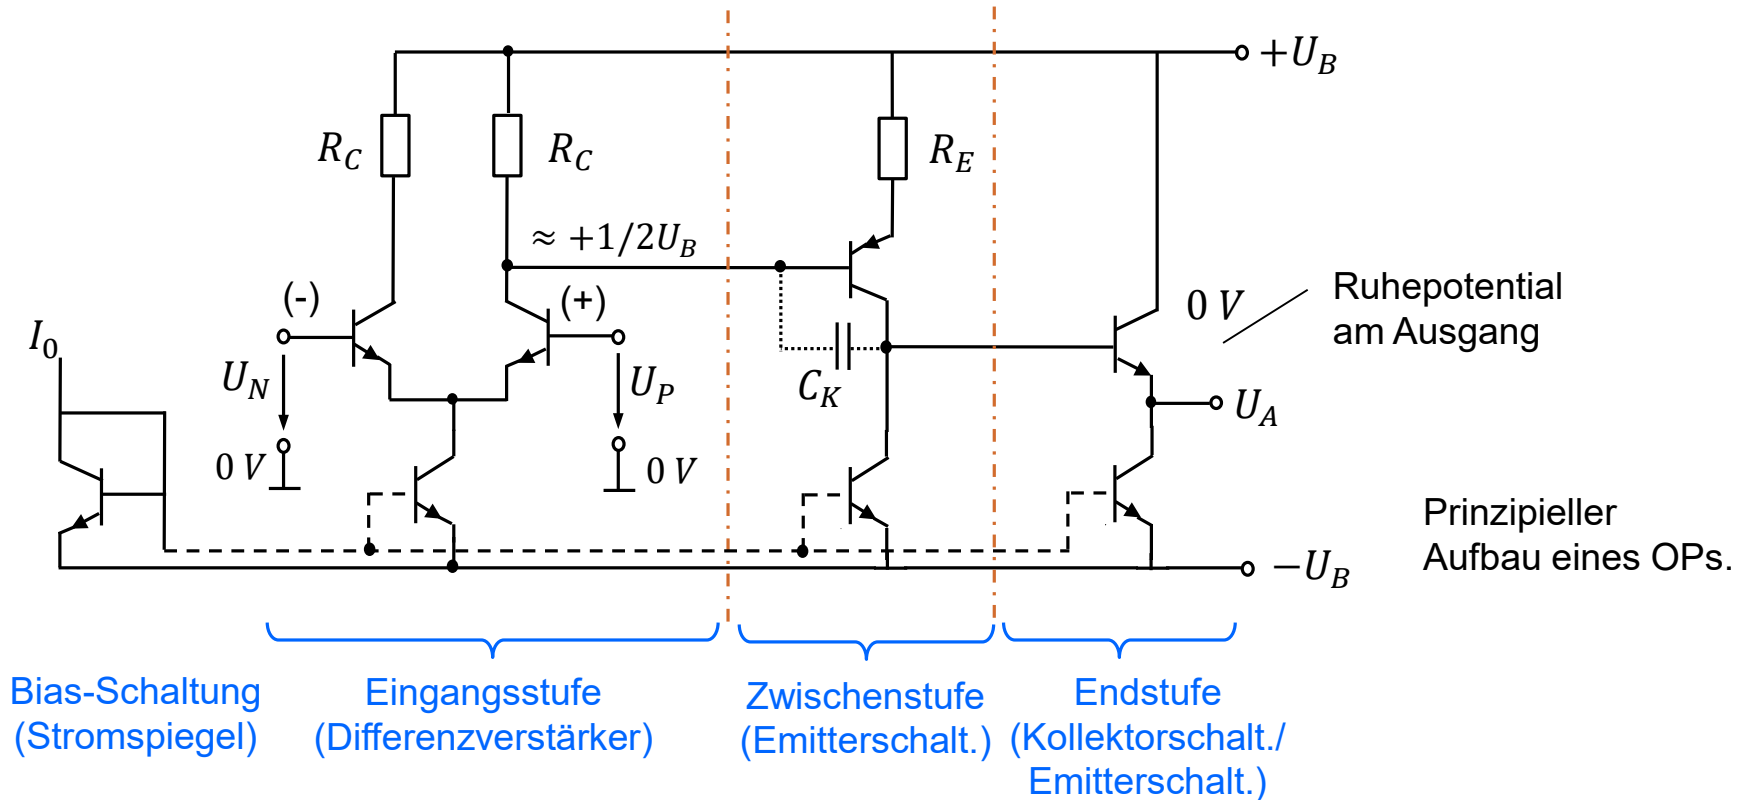 +U_B
R_C
R_C
R_E
≈ +1/2U_B
(-)
(+)
0 V
Ruhepotential
am Ausgang
I_0
U_N
U_P
C_K
U_A
0 V
0 V
Prinzipieller
Aufbau eines OPs.
−U_B
Bias-Schaltung
(Stromspiegel)
Eingangsstufe
(Differenzverstärker)
Zwischenstufe
(Emitterschalt.)
Endstufe
(Kollektorschalt./
Emitterschalt.)